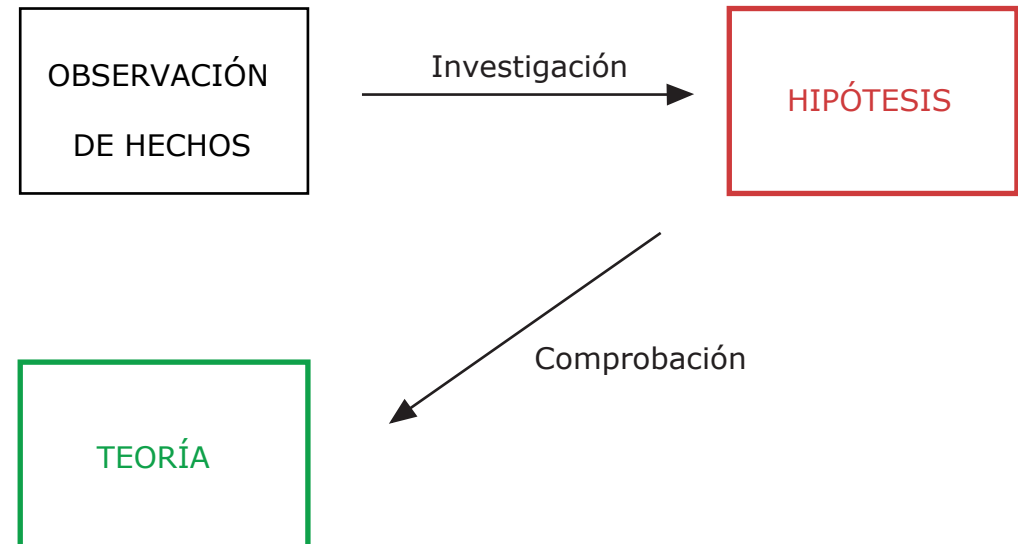 OBSERVACIÓN
DE HECHOS
Investigación
HIPÓTESIS
Comprobación
TEORÍA